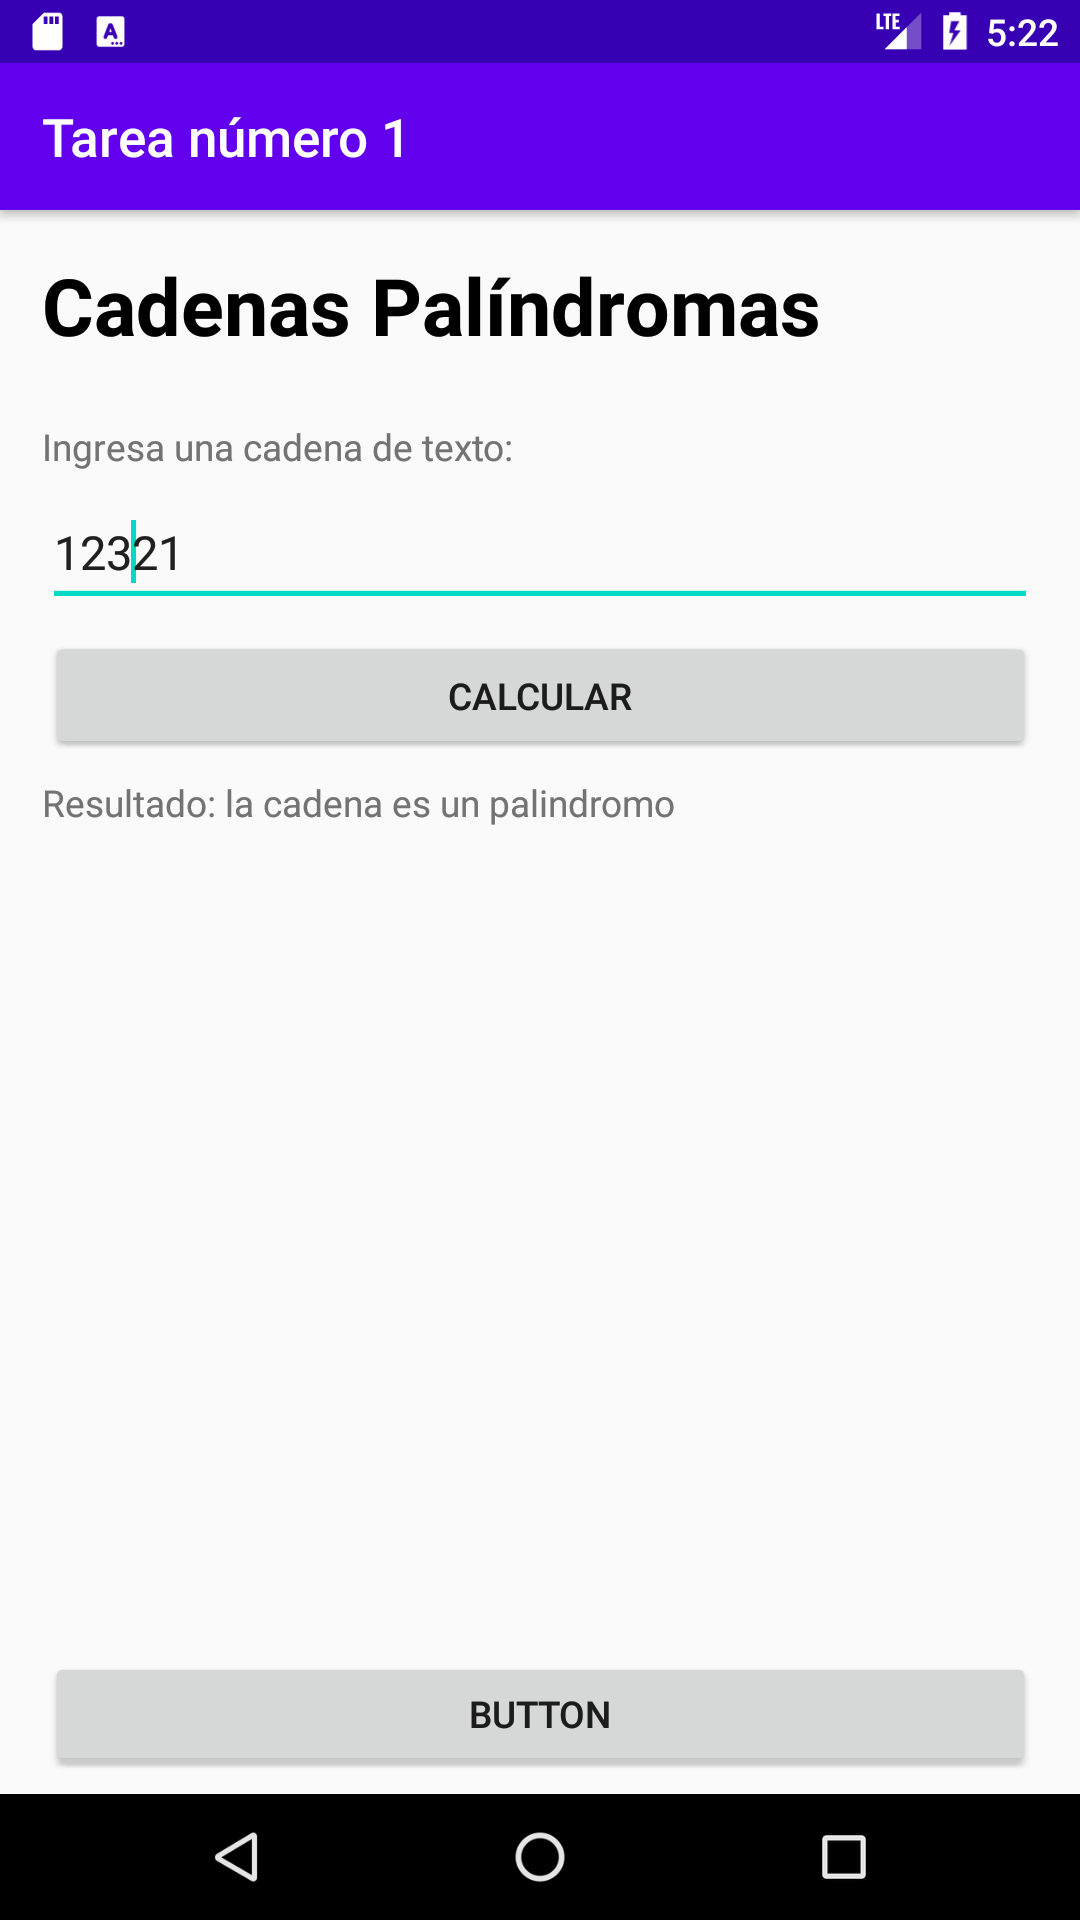 LTE 5:22
Tarea número 1
Cadenas Palíndromas
Ingresa una cadena de texto:
12321
CALCULAR
Resultado: la cadena es un palindromo
BUTTON